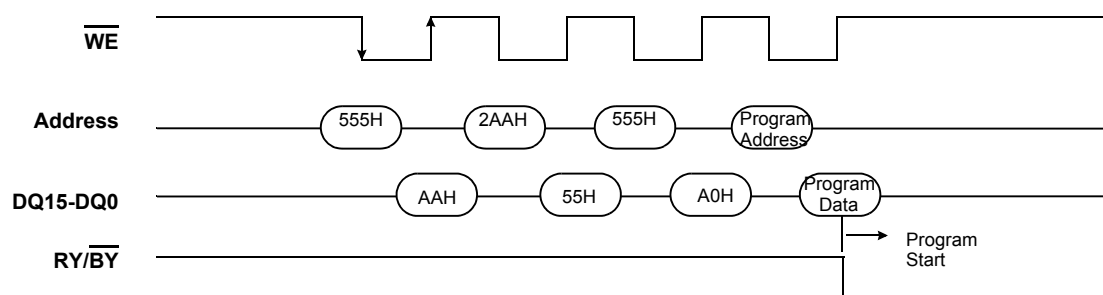 WE
Address
555H
2AAH
555H
Program
Address
DQ15-DQ0
AAH
55H
A0H
Program
Data
RY/BY
Program
Start